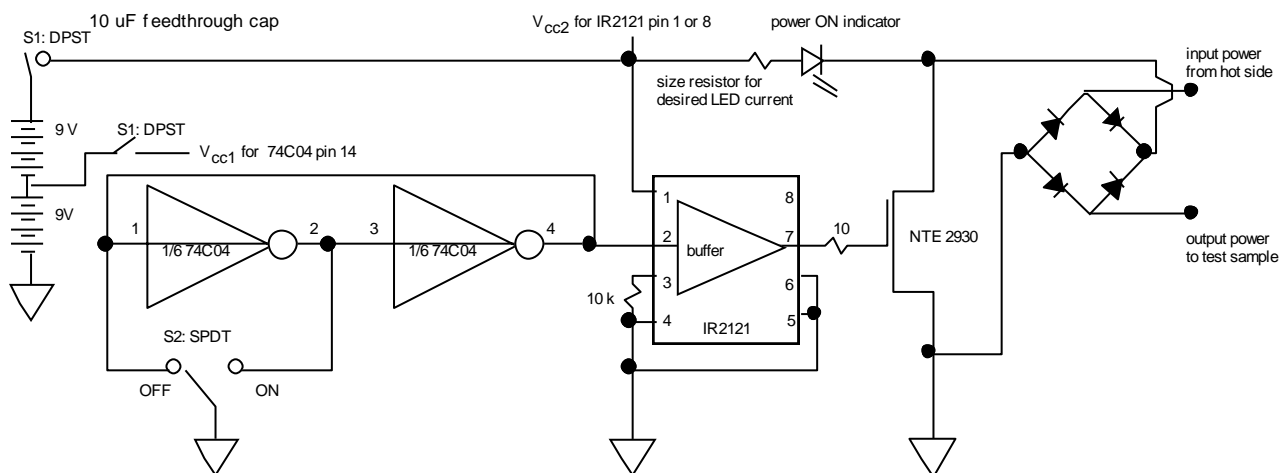 10 uF feedthrough cap
S1: DPST
V_cc2 for IR2121 pin 1 or 8
power ON indicator
input power
from hot side
size resistor for
desired LED current
9 V
S1: DPST
V_cc1 for 74C04 pin 14
9V
1
1/6 74C04
2
3
1/6 74C04
4
1
8
2
buffer
7
10
NTE 2930
output power
to test sample
3
6
10 k
4
5
IR2121
S2: SPDT
OFF
ON